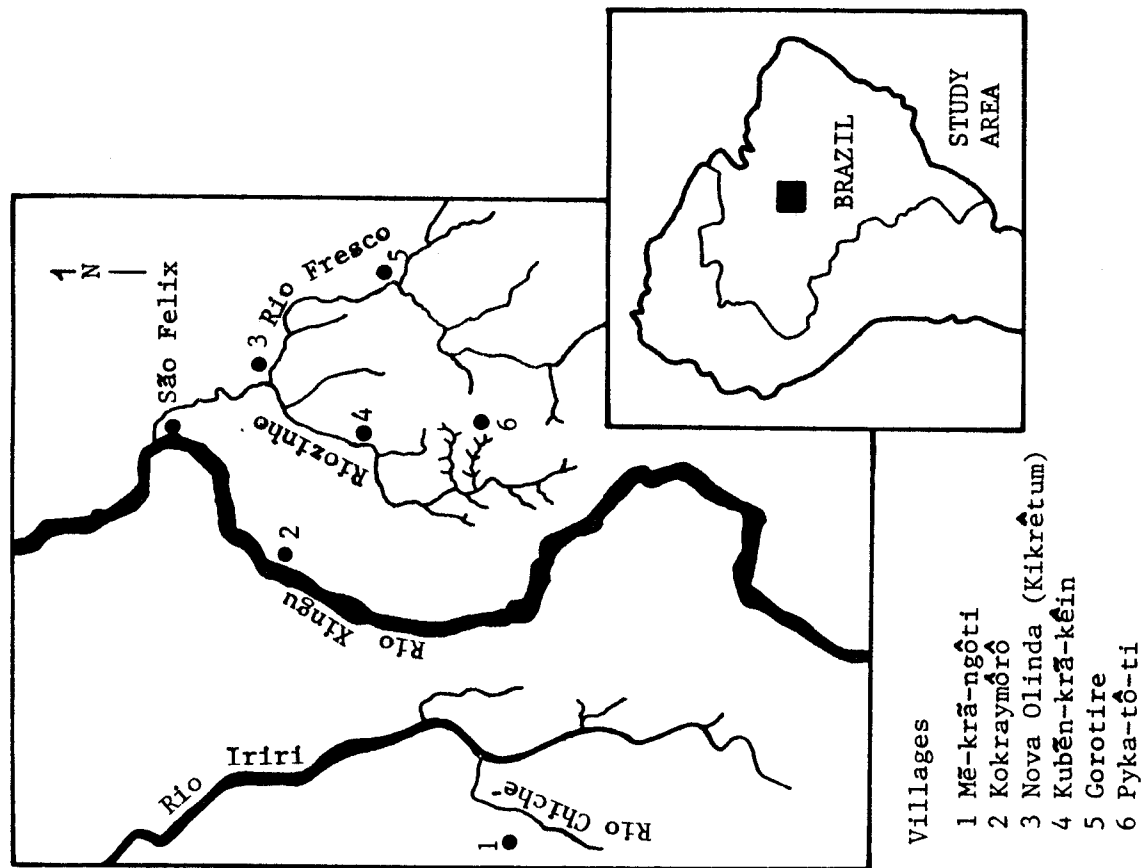 N
São Felix
3
Rio Fresco
5
Riozinho
4
6
2
Rio Xingu
Rio Iriri
Rio Chiche
1
BRAZIL
STUDY
AREA
Villages
1 Mẽ-krã-ngôti
2 Kokraymôrô
3 Nova Olinda (Kikrêtum)
4 Kubẽn-krã-kêin
5 Gorotire
6 Pyka-tô-ti